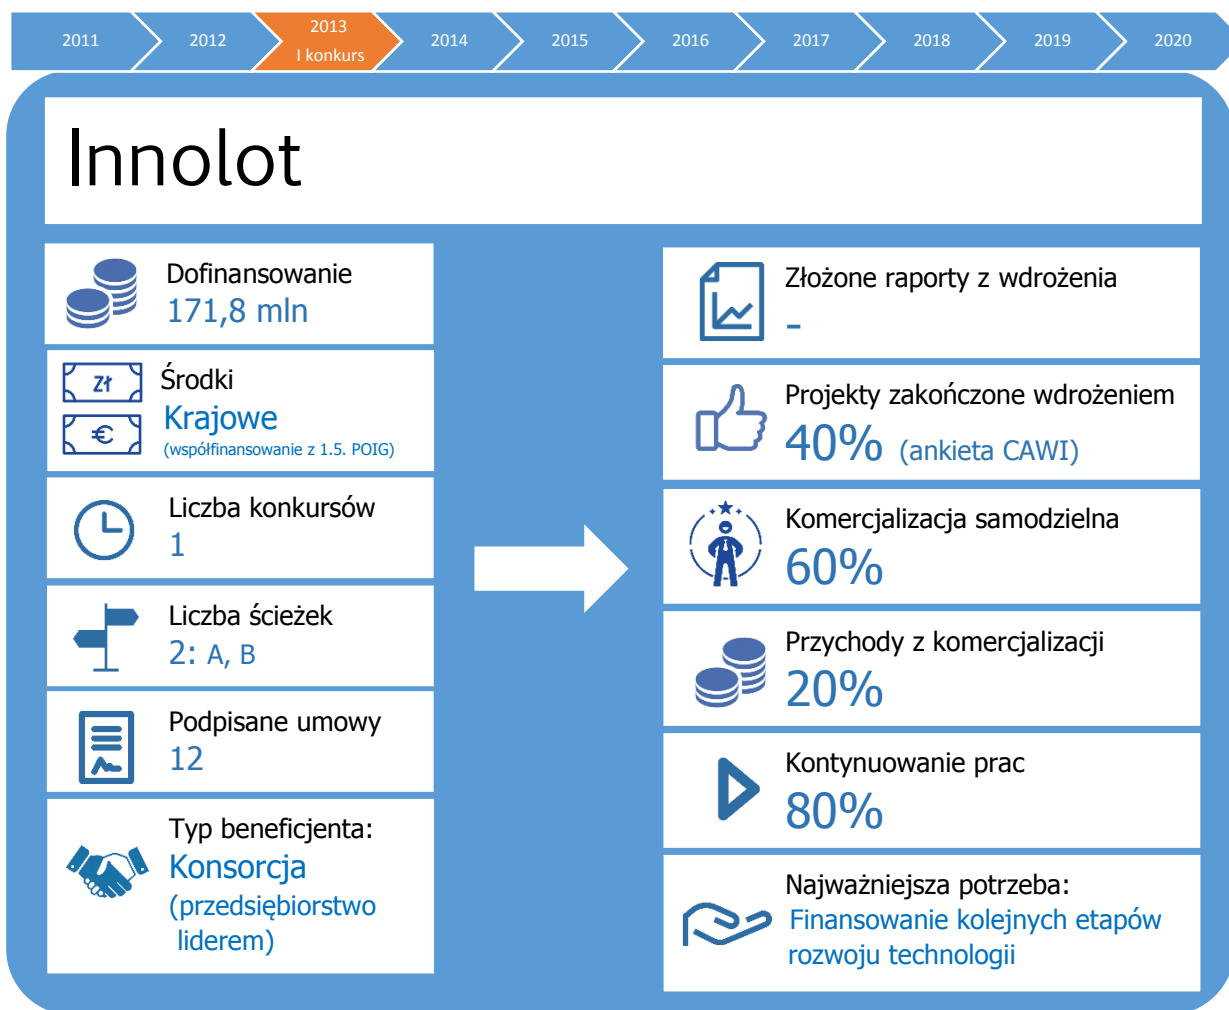 2011
2012
2013
I konkurs
2014
2015
2016
2017
2018
2019
2020
Innolot
Dofinansowanie
171,8 mln
Zł
€
Środki
Krajowe
(współfinansowanie z 1.5. POIG)
Liczba konkursów
1
Liczba ścieżek
2: A, B
Podpisane umowy
12
Typ beneficjenta:
Konsorcja
(przedsiębiorstwo
liderem)
Złożone raporty z wdrożenia
-
Projekty zakończone wdrożeniem
40% (ankieta CAWI)
Komercjalizacja samodzielna
60%
Przychody z komercjalizacji
20%
Kontynuowanie prac
80%
Najważniejsza potrzeba:
Finansowanie kolejnych etapów
rozwoju technologii